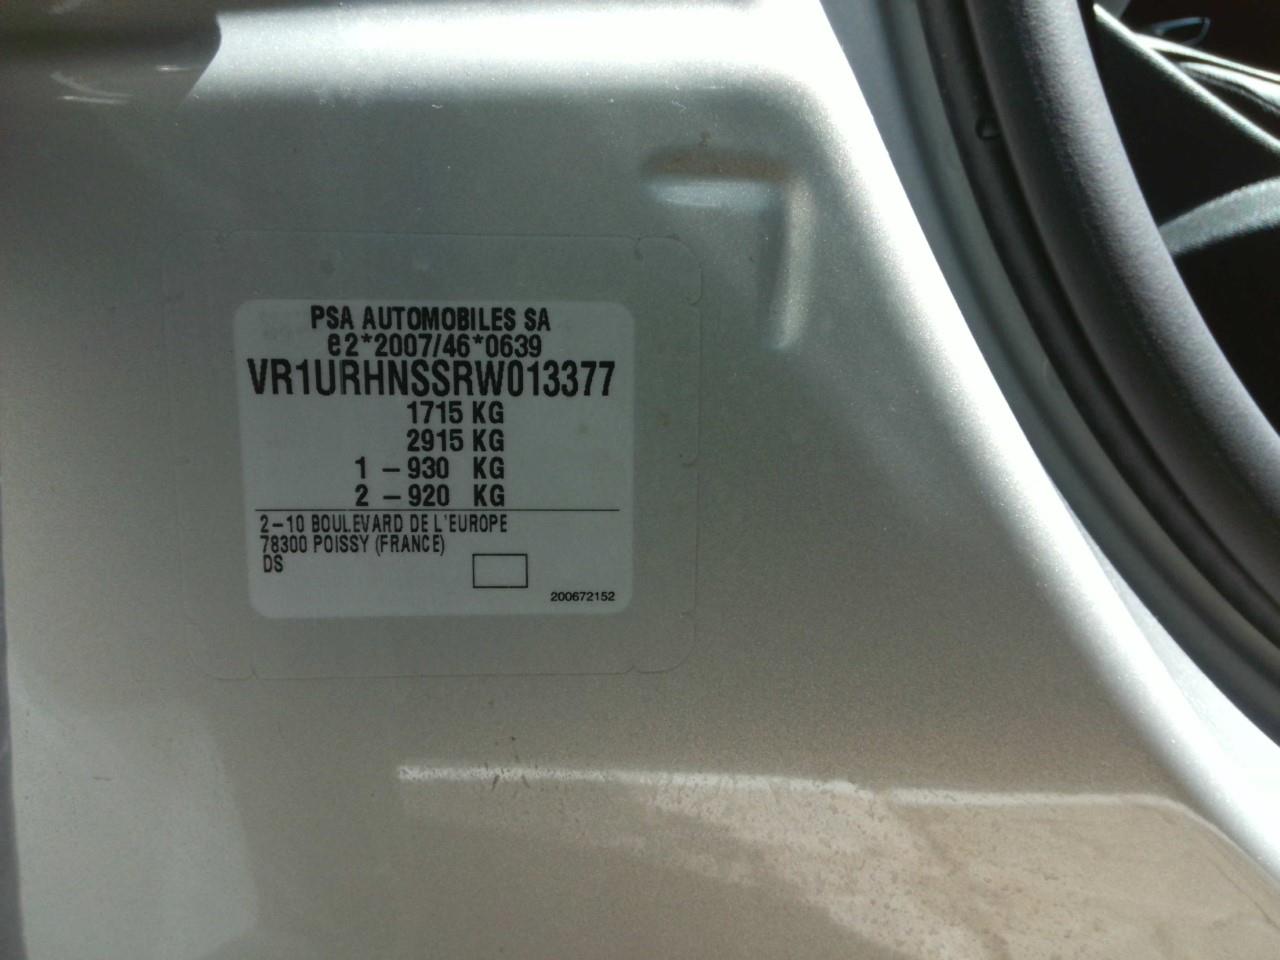 PSA AUTOMOBILES SA
e2*2007/46*0639
VR1URHNSSRW013377
1715 KG
2915 KG
1 – 930 KG
2 – 920 KG
2-10 BOULEVARD DE L'EUROPE
78300 POISSY (FRANCE)
DS
200672152